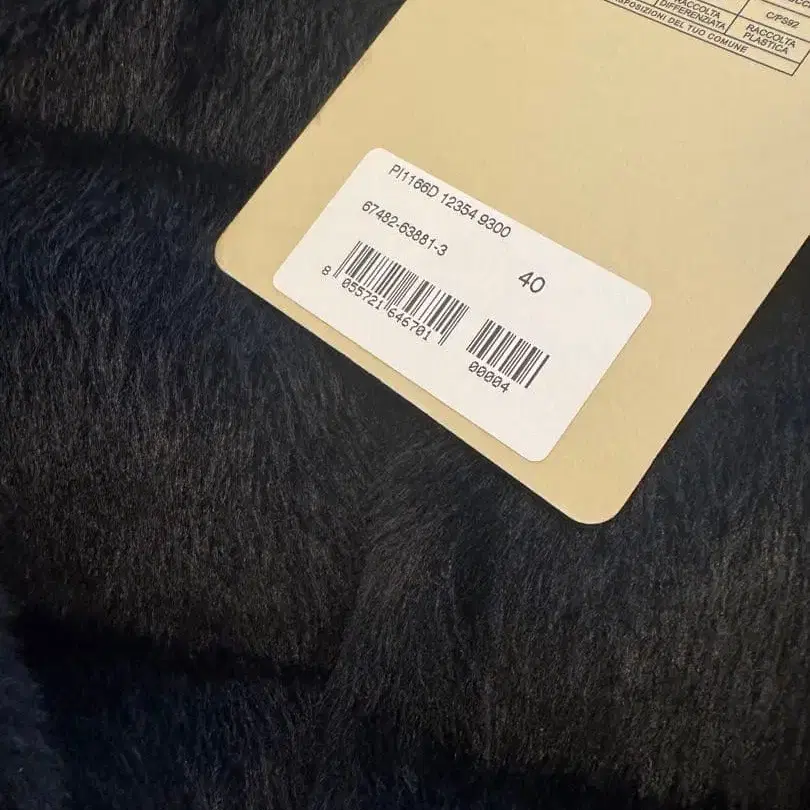 RACCOLTA
DIFFERENZIATA
C/PS92
RACCOLTA
PLASTICA
DEL TUO COMUNE
PI1166D 12354 9300
67482-63881-3
40
8 055721 646701
00004